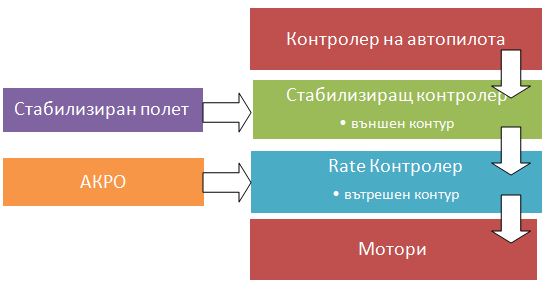 Контролер на автопилота
Стабилизиран полет
Стабилизиращ контролер
• външен контур
АКРО
Rate Контролер
• вътрешен контур
Мотори